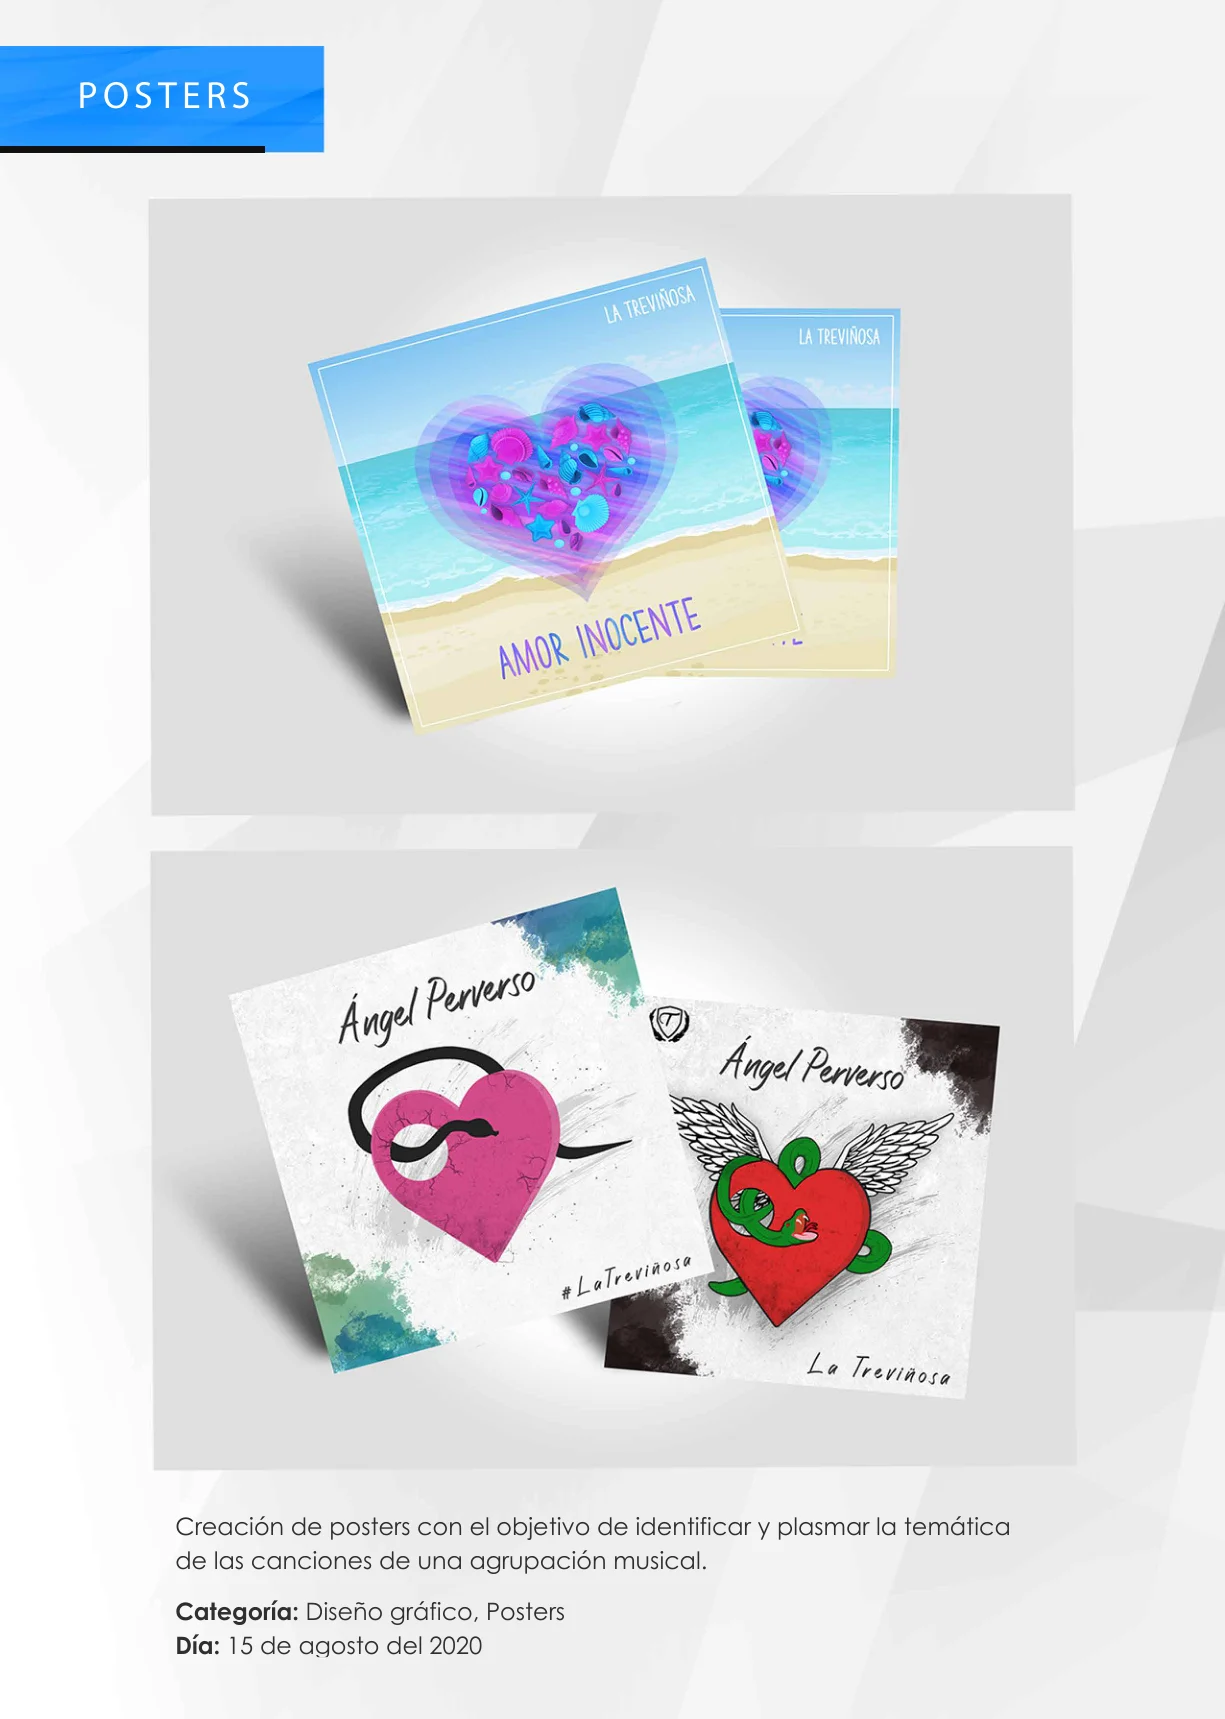 POSTERS
LA TREVIÑOSA
LA TREVIÑOSA
AMOR INOCENTE
Ángel Perverso
T
Ángel Perverso
#LaTreviñosa
La Treviñosa
Creación de posters con el objetivo de identificar y plasmar la temática
de las canciones de una agrupación musical.
Categoría: Diseño gráfico, Posters
Día: 15 de agosto del 2020